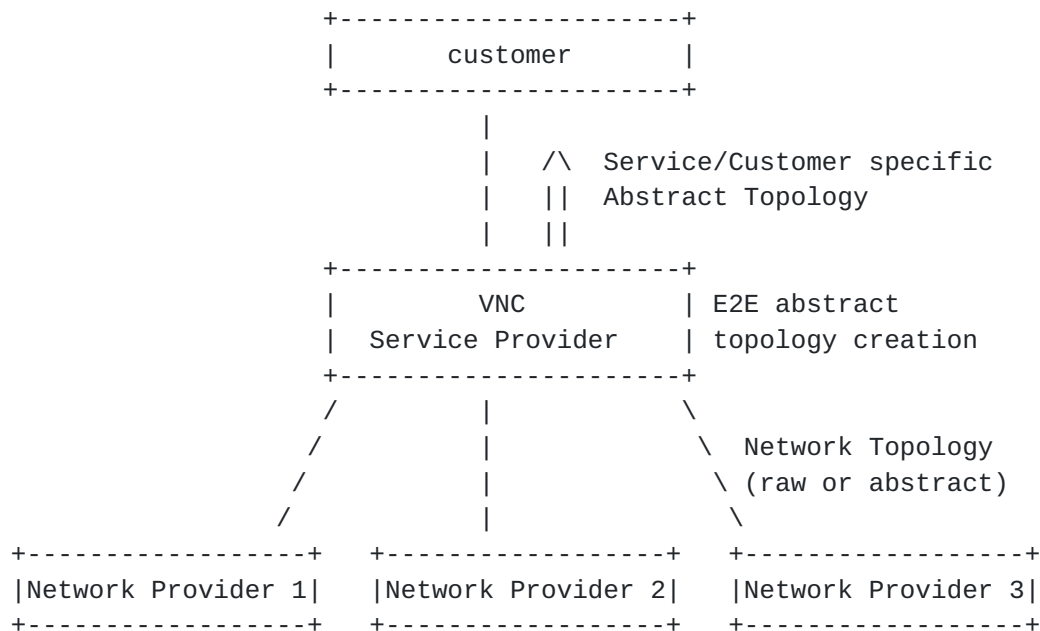 customer
/\ Service/Customer specific
|| Abstract Topology
||
VNC
Service Provider
E2E abstract
topology creation
Network Topology
(raw or abstract)
Network Provider 1
Network Provider 2
Network Provider 3